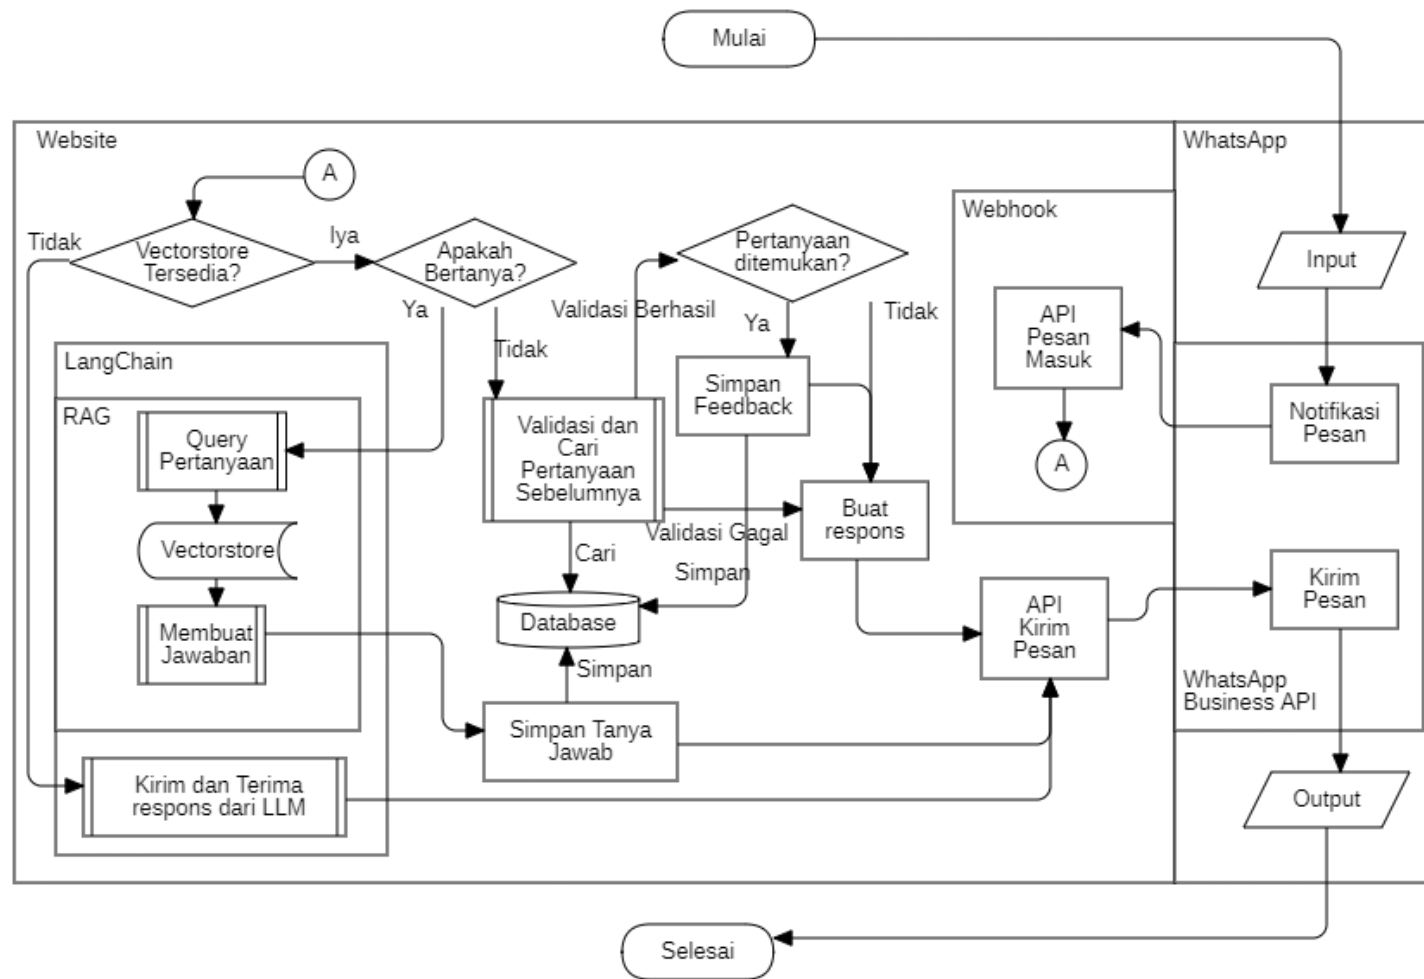 Mulai
Website
WhatsApp
A
Webhook
Tidak
Vectorstore
Tersedia?
Iya
Apakah
Bertanya?
Pertanyaan
ditemukan?
Input
Ya
Tidak
Validasi Berhasil
Ya
Tidak
API
Pesan
Masuk
LangChain
RAG
Query
Pertanyaan
Validasi dan
Cari
Pertanyaan
Sebelumnya
Simpan
Feedback
Notifikasi
Pesan
A
Buat
respons
Validasi Gagal
Vectorstore
Cari
Simpan
Database
API
Kirim
Pesan
Kirim
Pesan
Membuat
Jawaban
Simpan
WhatsApp
Business API
Simpan Tanya
Jawab
Kirim dan Terima
respons dari LLM
Output
Selesai